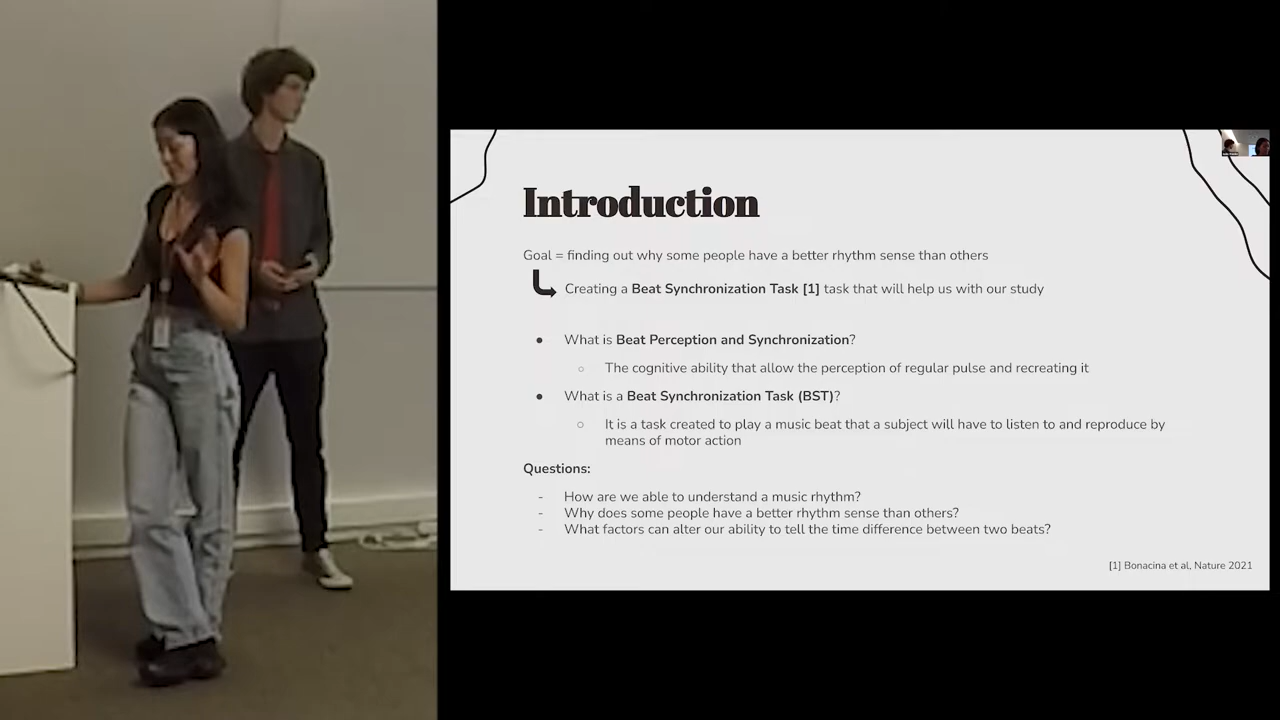 Introduction
Goal = finding out why some people have a better rhythm sense than others
Creating a Beat Synchronization Task [1] task that will help us with our study
● What is Beat Perception and Synchronization?
○ The cognitive ability that allow the perception of regular pulse and recreating it
● What is a Beat Synchronization Task (BST)?
○ It is a task created to play a music beat that a subject will have to listen to and reproduce by
means of motor action
Questions:
- How are we able to understand a music rhythm?
- Why does some people have a better rhythm sense than others?
- What factors can alter our ability to tell the time difference between two beats?
[1] Bonacina et al, Nature 2021